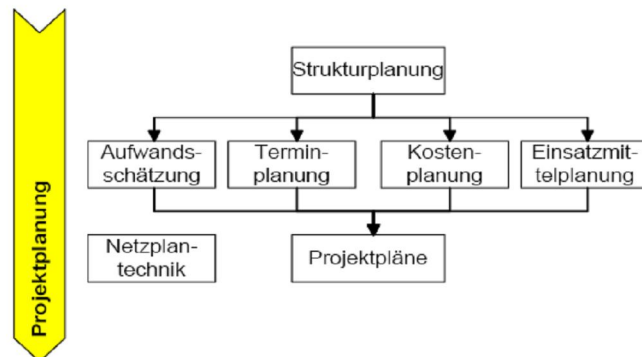 Projektplanung
Strukturplanung
Aufwands-
schätzung
Termin-
planung
Kosten-
planung
Einsatzmit-
telplanung
Netzplan-
technik
Projektpläne